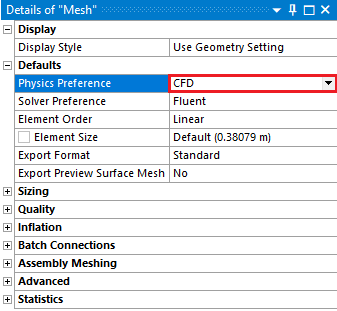 Details of "Mesh"
Display
Display Style Use Geometry Setting
Defaults
Physics Preference CFD
Solver Preference Fluent
Element Order Linear
Element Size Default (0.38079 m)
Export Format Standard
Export Preview Surface Mesh No
Sizing
Quality
Inflation
Batch Connections
Assembly Meshing
Advanced
Statistics